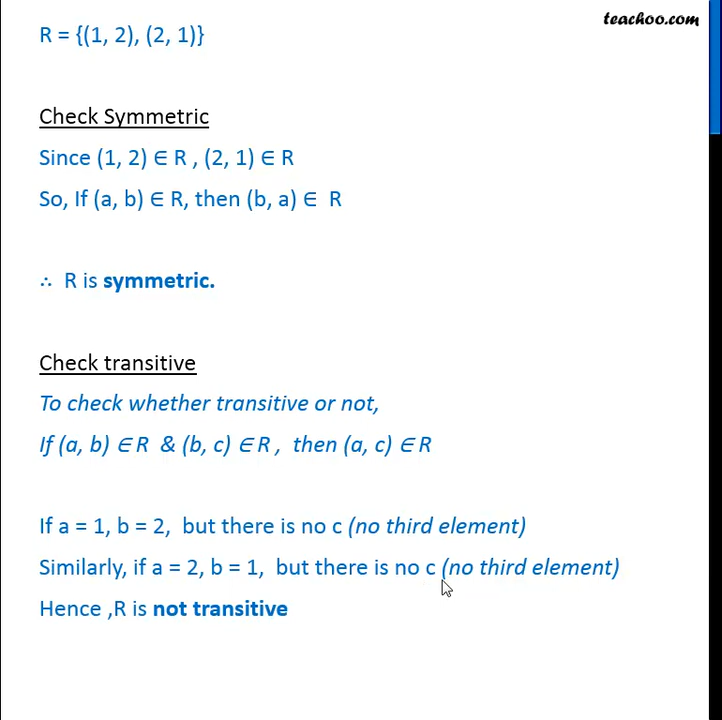 teachoo.com
R = {(1, 2), (2, 1)}
Check Symmetric
Since (1, 2) ∈ R , (2, 1) ∈ R
So, If (a, b) ∈ R, then (b, a) ∈ R
∴ R is symmetric.
Check transitive
To check whether transitive or not,
If (a, b) ∈ R & (b, c) ∈ R , then (a, c) ∈ R
If a = 1, b = 2, but there is no c (no third element)
Similarly, if a = 2, b = 1, but there is no c (no third element)
Hence ,R is not transitive